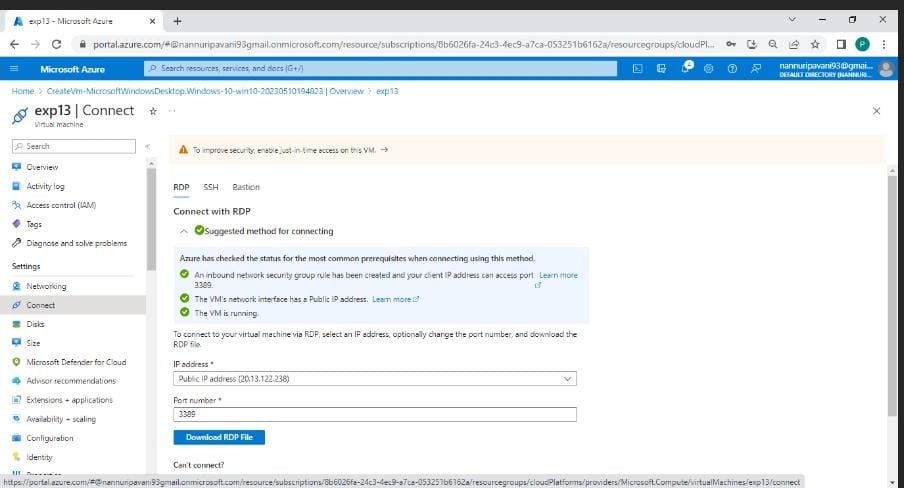 exp13 - Microsoft Azure
portal.azure.com/#@nannuripavani93gmail.onmicrosoft.com/resource/subscriptions/8b6026fa-24c3-4ec9-a7ca-053251b6162a/resourcegroups/cloudPl...
P
Microsoft Azure
Search resources, services, and docs (G+/)
nannuripavani93@gmai...
DEFAULT DIRECTORY (NANNURI...
Home > CreateVm-MicrosoftWindowsDesktop.Windows-10-win10-20230510194823 | Overview > exp13
exp13 | Connect
Virtual machine
Search
Overview
Activity log
Access control (IAM)
Tags
Diagnose and solve problems
Settings
Networking
Connect
Disks
Size
Microsoft Defender for Cloud
Advisor recommendations
Extensions + applications
Availability + scaling
Configuration
Identity
To improve security, enable just-in-time access on this VM. →
RDP SSH Bastion
Connect with RDP
Suggested method for connecting
Azure has checked the status for the most common prerequisites when connecting using this method.
An inbound network security group rule has been created and your client IP address can access port Learn more
3389.
The VM's network interface has a Public IP address. Learn more
The VM is running.
To connect to your virtual machine via RDP, select an IP address, optionally change the port number, and download the
RDP file.
IP address *
Public IP address (20.13.122.238)
Port number *
3389
Download RDP File
Can't connect?
https://portal.azure.com/#@nannuripavani93gmail.onmicrosoft.com/resource/subscriptions/8b6026fa-24c3-4ec9-a7ca-053251b6162a/resourcegroups/cloudPlatforms/providers/Microsoft.Compute/virtualMachines/exp13/connect